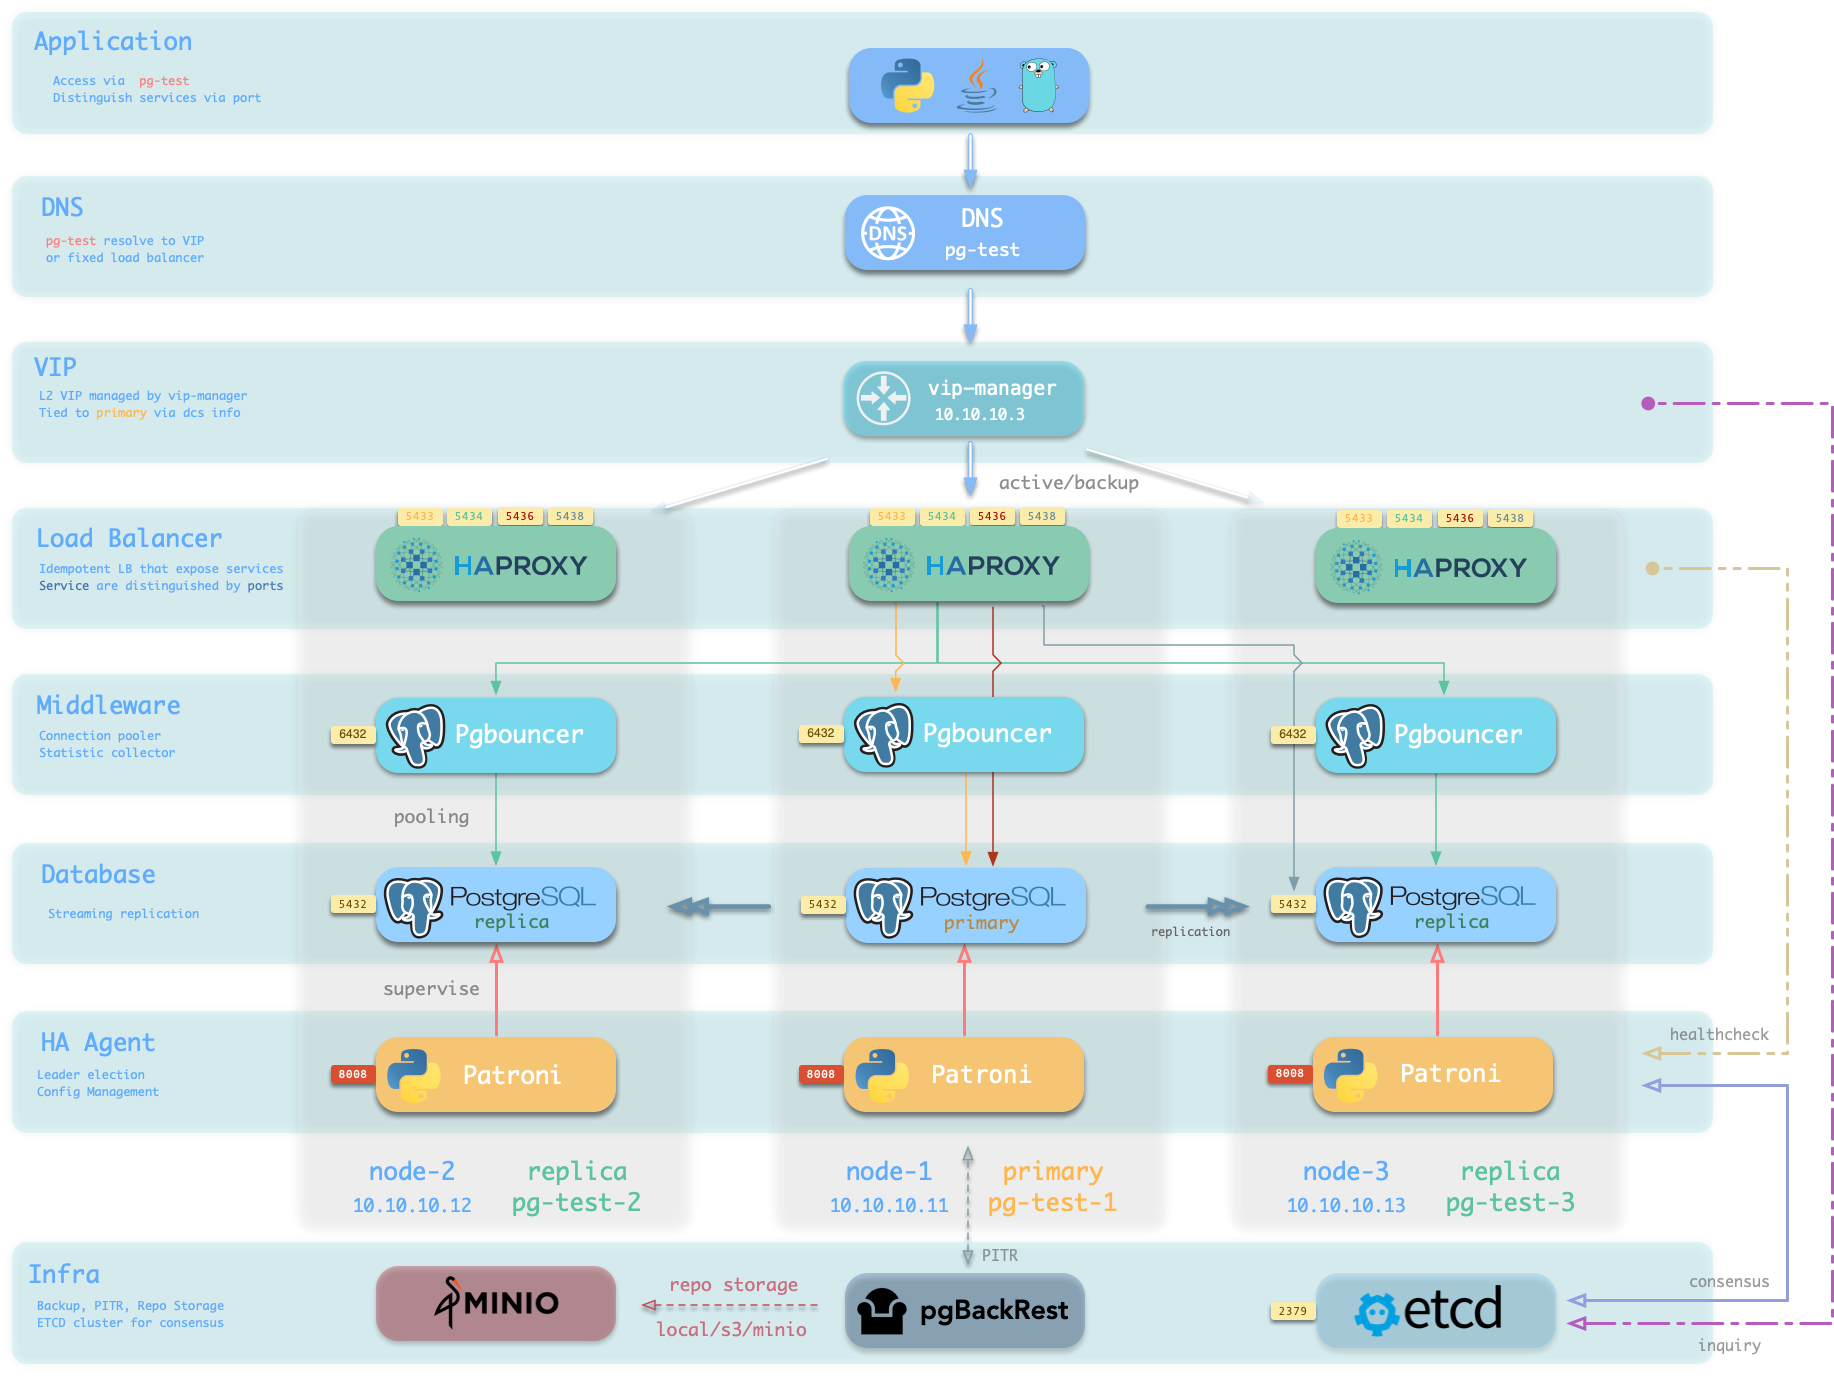 Application
Access via pg-test
Distinguish services via port
DNS
pg-test resolve to VIP
or fixed load balancer
DNS
DNS
pg-test
VIP
L2 VIP managed by vip-manager
Tied to primary via dcs info
vip-manager
10.10.10.3
active/backup
Load Balancer
Idempotent LB that expose services
Service are distinguished by ports
5433 5434 5436 5438
HAPROXY
5433 5434 5436 5438
HAPROXY
5433 5434 5436 5438
HAPROXY
Middleware
Connection pooler
Statistic collector
6432
Pgbouncer
6432
Pgbouncer
6432
Pgbouncer
pooling
Database
Streaming replication
5432
PostgreSQL
replica
5432
PostgreSQL
primary
replication
5432
PostgreSQL
replica
supervise
HA Agent
Leader election
Config Management
8008
Patroni
8008
Patroni
8008
Patroni
healthcheck
node-2 replica
10.10.10.12 pg-test-2
node-1 primary
10.10.10.11 pg-test-1
node-3 replica
10.10.10.13 pg-test-3
PITR
Infra
Backup, PITR, Repo Storage
ETCD cluster for consensus
MINIO
repo storage
local/s3/minio
pgBackRest
2379
etcd
consensus
inquiry